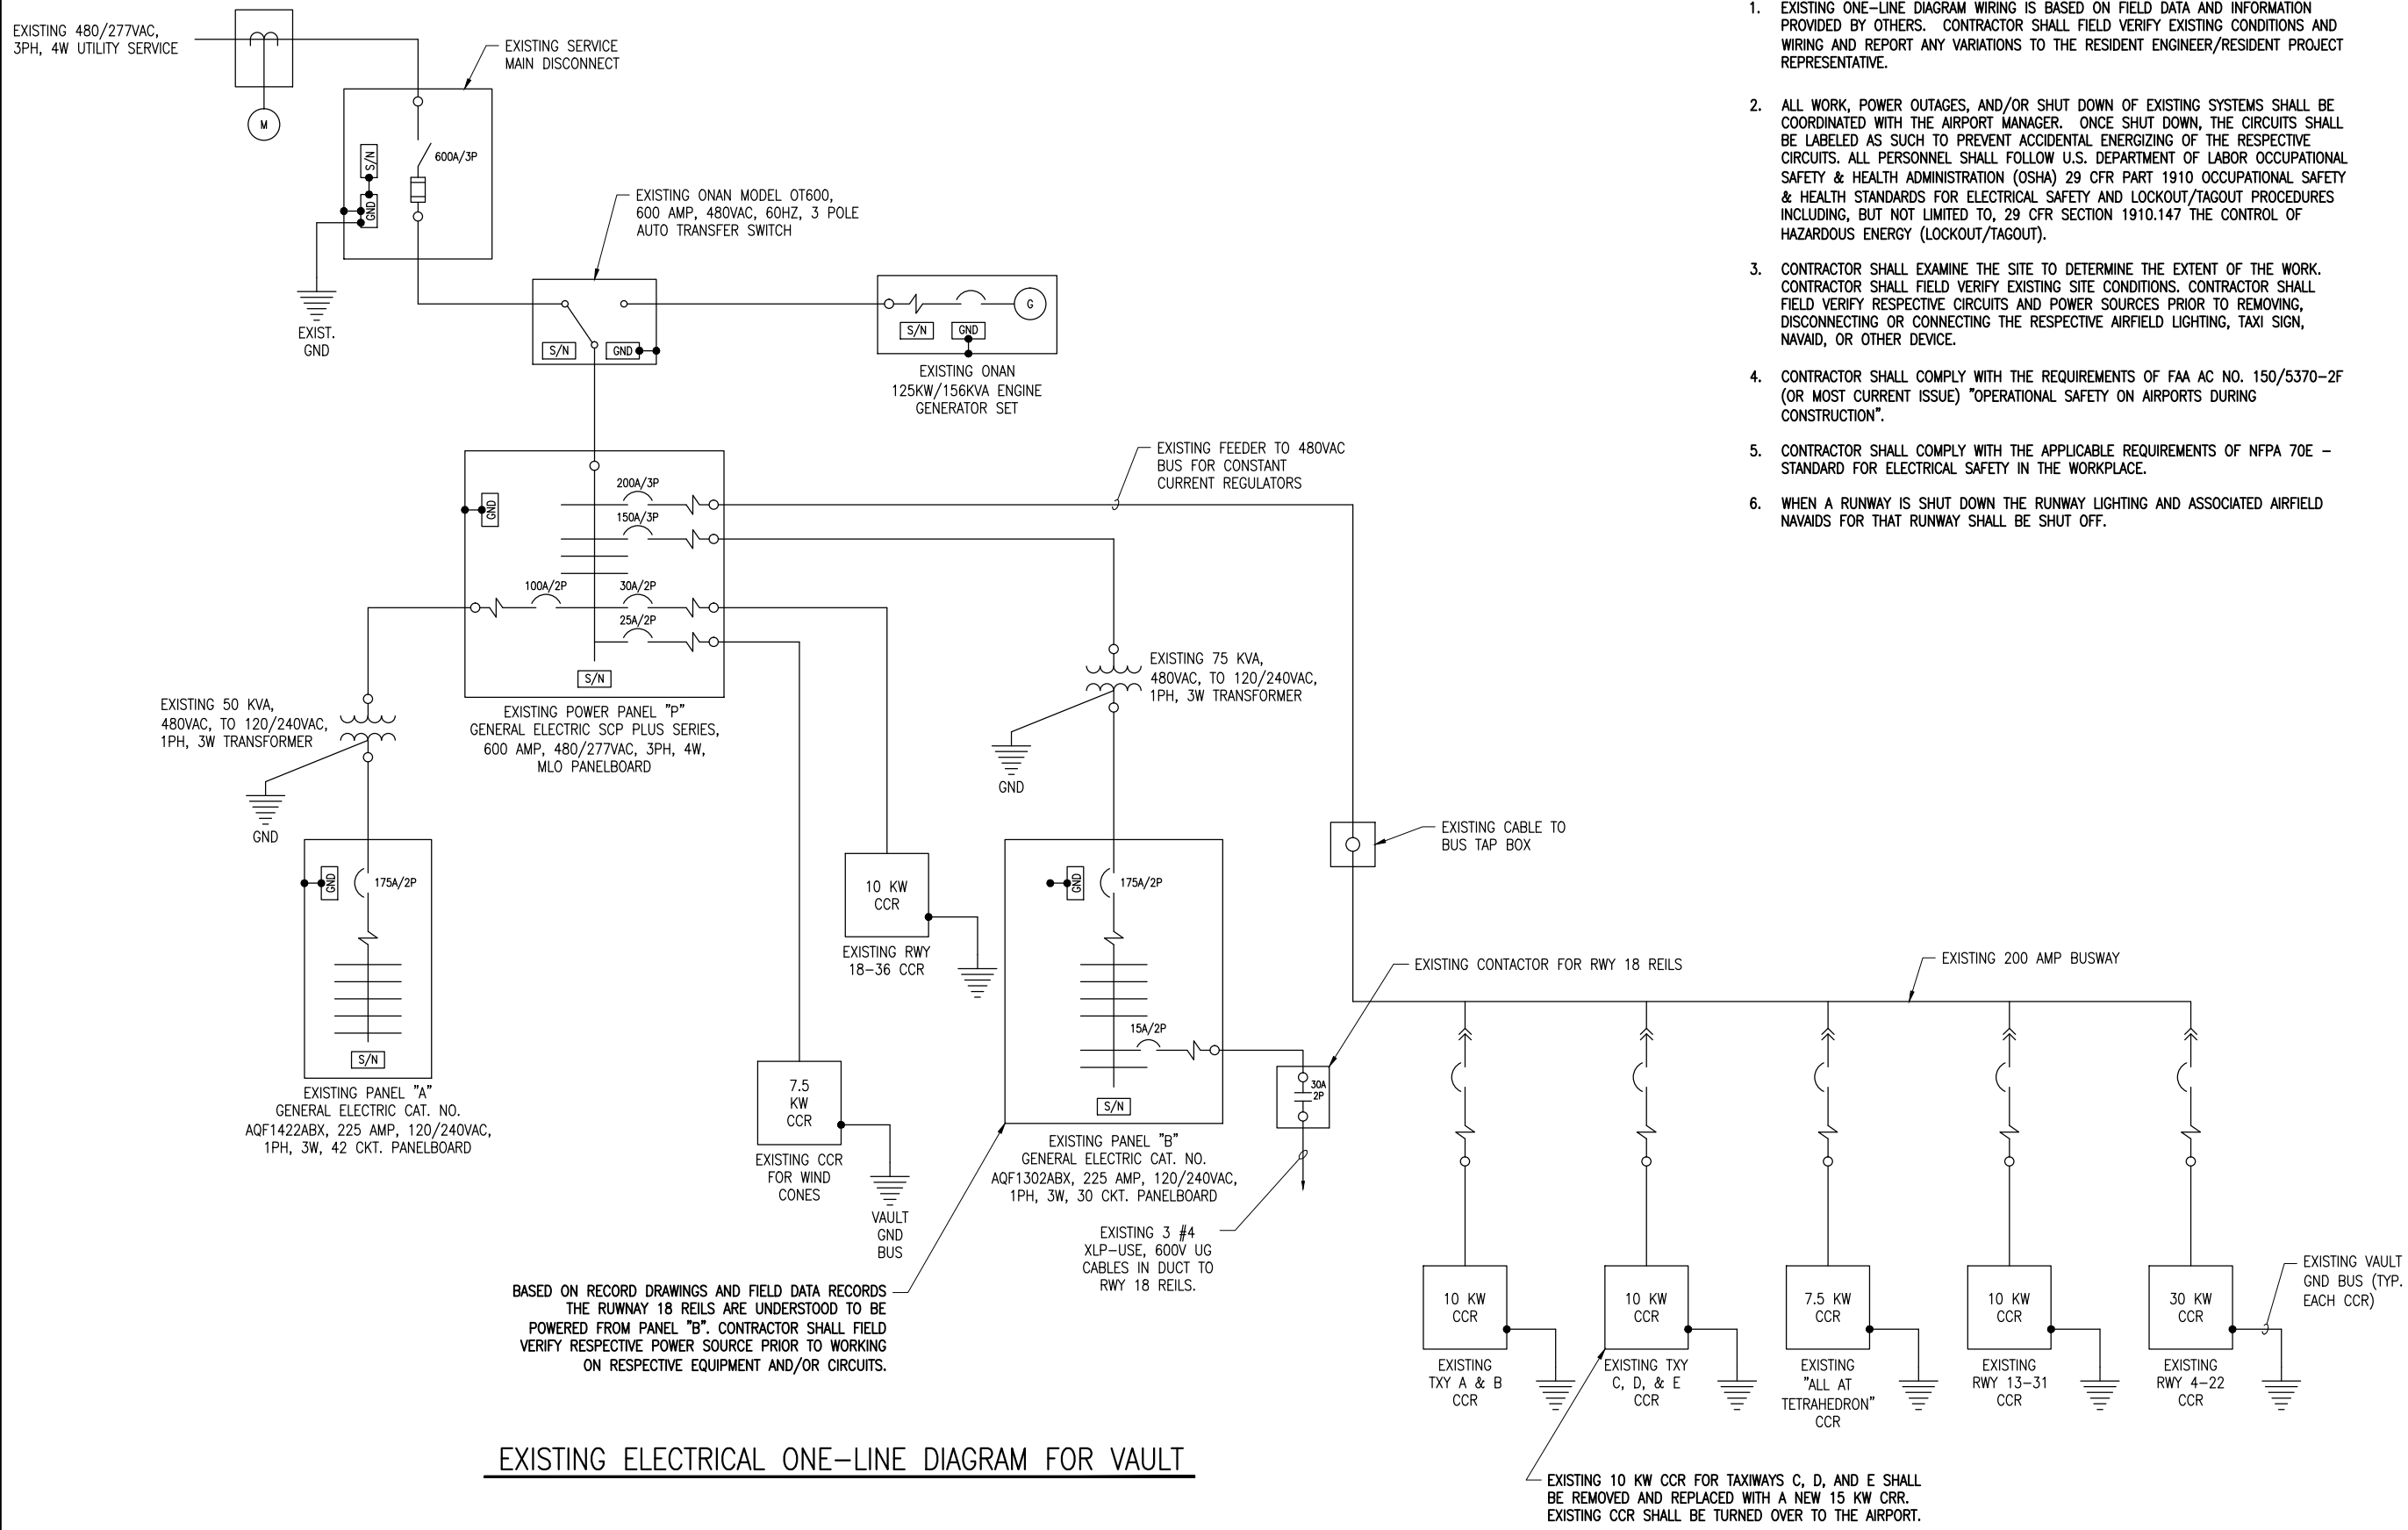 EXISTING 480/277VAC,
3PH, 4W UTILITY SERVICE
M
EXISTING SERVICE
MAIN DISCONNECT
600A/3P
S/N
GND
EXIST.
GND
EXISTING ONAN MODEL OT600,
600 AMP, 480VAC, 60HZ, 3 POLE
AUTO TRANSFER SWITCH
S/N
GND
G
S/N
GND
EXISTING ONAN
125KW/156KVA ENGINE
GENERATOR SET
EXISTING FEEDER TO 480VAC
BUS FOR CONSTANT
CURRENT REGULATORS
GND
200A/3P
150A/3P
100A/2P
30A/2P
25A/2P
S/N
EXISTING POWER PANEL "P"
GENERAL ELECTRIC SCP PLUS SERIES,
600 AMP, 480/277VAC, 3PH, 4W,
MLO PANELBOARD
EXISTING 50 KVA,
480VAC, TO 120/240VAC,
1PH, 3W TRANSFORMER
GND
EXISTING 75 KVA,
480VAC, TO 120/240VAC,
1PH, 3W TRANSFORMER
GND
GND
175A/2P
S/N
EXISTING PANEL "A"
GENERAL ELECTRIC CAT. NO.
AQF1422ABX, 225 AMP, 120/240VAC,
1PH, 3W, 42 CKT. PANELBOARD
10 KW
CCR
EXISTING RWY
18-36 CCR
7.5
KW
CCR
EXISTING CCR
FOR WIND
CONES
VAULT
GND
BUS
GND
175A/2P
15A/2P
S/N
EXISTING PANEL "B"
GENERAL ELECTRIC CAT. NO.
AQF1302ABX, 225 AMP, 120/240VAC,
1PH, 3W, 30 CKT. PANELBOARD
EXISTING CABLE TO
BUS TAP BOX
EXISTING CONTACTOR FOR RWY 18 REILS
30A
2P
EXISTING 3 #4
XLP-USE, 600V UG
CABLES IN DUCT TO
RWY 18 REILS.
BASED ON RECORD DRAWINGS AND FIELD DATA RECORDS
THE RUWNAY 18 REILS ARE UNDERSTOOD TO BE
POWERED FROM PANEL "B". CONTRACTOR SHALL FIELD
VERIFY RESPECTIVE POWER SOURCE PRIOR TO WORKING
ON RESPECTIVE EQUIPMENT AND/OR CIRCUITS.
EXISTING 200 AMP BUSWAY
10 KW
CCR
EXISTING
TXY A & B
CCR
10 KW
CCR
EXISTING TXY
C, D, & E
CCR
7.5 KW
CCR
EXISTING
"ALL AT
TETRAHEDRON"
CCR
10 KW
CCR
EXISTING
RWY 13-31
CCR
30 KW
CCR
EXISTING
RWY 4-22
CCR
EXISTING VAULT
GND BUS (TYP.
EACH CCR)
EXISTING 10 KW CCR FOR TAXIWAYS C, D, AND E SHALL
BE REMOVED AND REPLACED WITH A NEW 15 KW CRR.
EXISTING CCR SHALL BE TURNED OVER TO THE AIRPORT.
EXISTING ELECTRICAL ONE-LINE DIAGRAM FOR VAULT
1. EXISTING ONE-LINE DIAGRAM WIRING IS BASED ON FIELD DATA AND INFORMATION
PROVIDED BY OTHERS. CONTRACTOR SHALL FIELD VERIFY EXISTING CONDITIONS AND
WIRING AND REPORT ANY VARIATIONS TO THE RESIDENT ENGINEER/RESIDENT PROJECT
REPRESENTATIVE.
2. ALL WORK, POWER OUTAGES, AND/OR SHUT DOWN OF EXISTING SYSTEMS SHALL BE
COORDINATED WITH THE AIRPORT MANAGER. ONCE SHUT DOWN, THE CIRCUITS SHALL
BE LABELED AS SUCH TO PREVENT ACCIDENTAL ENERGIZING OF THE RESPECTIVE
CIRCUITS. ALL PERSONNEL SHALL FOLLOW U.S. DEPARTMENT OF LABOR OCCUPATIONAL
SAFETY & HEALTH ADMINISTRATION (OSHA) 29 CFR PART 1910 OCCUPATIONAL SAFETY
& HEALTH STANDARDS FOR ELECTRICAL SAFETY AND LOCKOUT/TAGOUT PROCEDURES
INCLUDING, BUT NOT LIMITED TO, 29 CFR SECTION 1910.147 THE CONTROL OF
HAZARDOUS ENERGY (LOCKOUT/TAGOUT).
3. CONTRACTOR SHALL EXAMINE THE SITE TO DETERMINE THE EXTENT OF THE WORK.
CONTRACTOR SHALL FIELD VERIFY EXISTING SITE CONDITIONS. CONTRACTOR SHALL
FIELD VERIFY RESPECTIVE CIRCUITS AND POWER SOURCES PRIOR TO REMOVING,
DISCONNECTING OR CONNECTING THE RESPECTIVE AIRFIELD LIGHTING, TAXI SIGN,
NAVAID, OR OTHER DEVICE.
4. CONTRACTOR SHALL COMPLY WITH THE REQUIREMENTS OF FAA AC NO. 150/5370-2F
(OR MOST CURRENT ISSUE) "OPERATIONAL SAFETY ON AIRPORTS DURING
CONSTRUCTION".
5. CONTRACTOR SHALL COMPLY WITH THE APPLICABLE REQUIREMENTS OF NFPA 70E -
STANDARD FOR ELECTRICAL SAFETY IN THE WORKPLACE.
6. WHEN A RUNWAY IS SHUT DOWN THE RUNWAY LIGHTING AND ASSOCIATED AIRFIELD
NAVAIDS FOR THAT RUNWAY SHALL BE SHUT OFF.